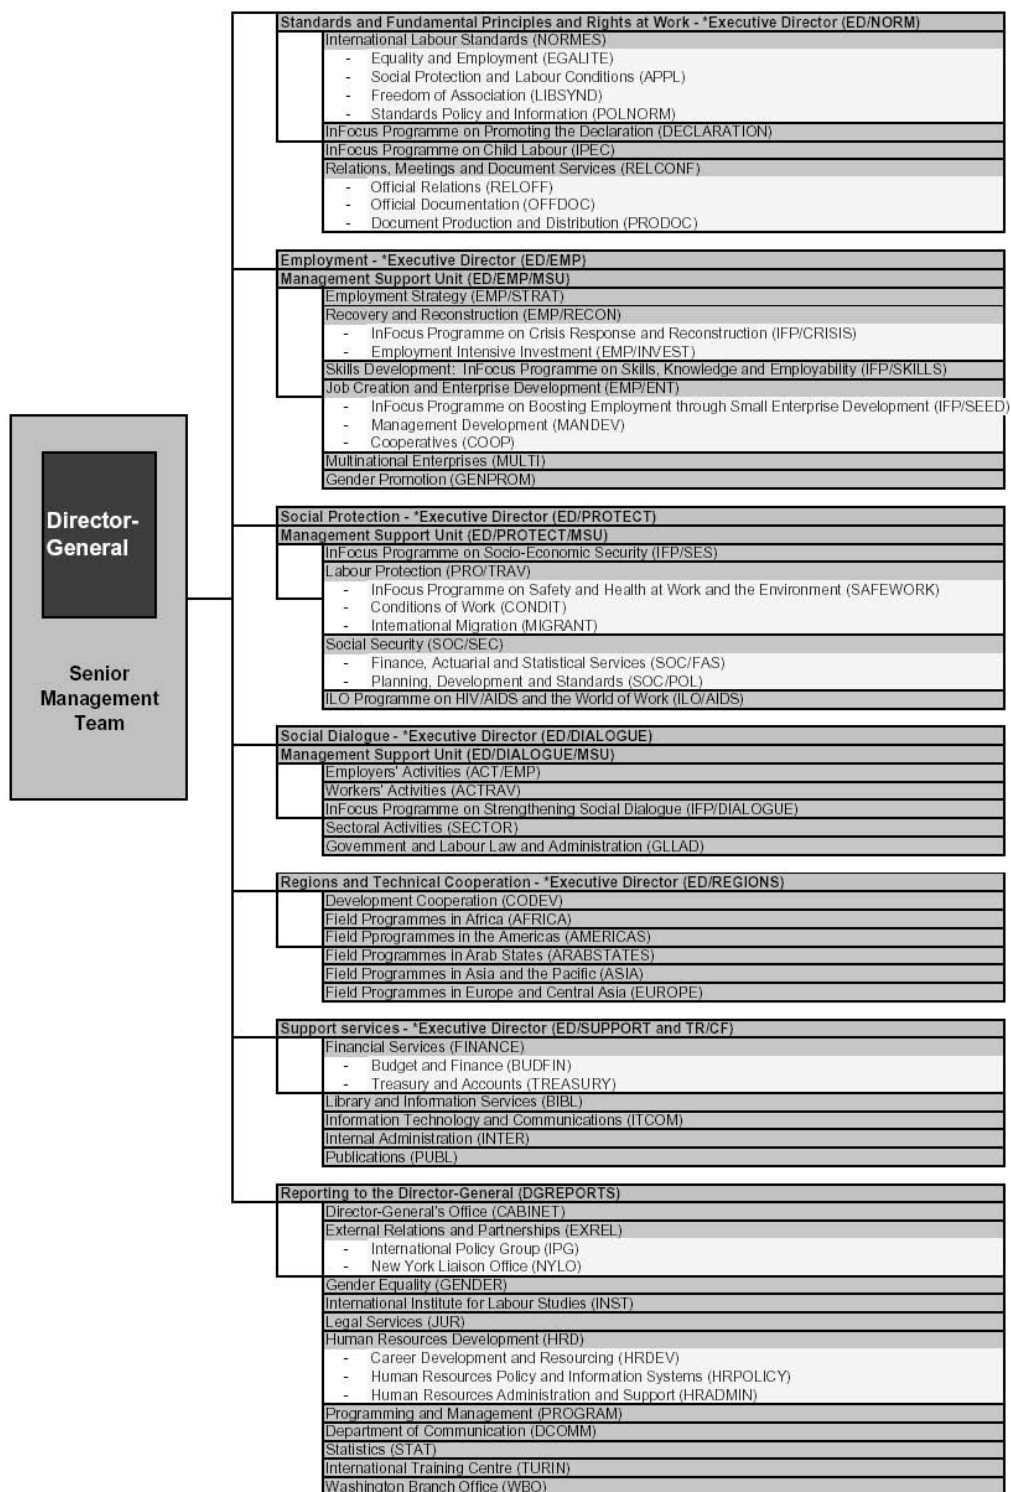 Director-
General
Senior
Management
Team
Standards and Fundamental Principles and Rights at Work - *Executive Director (ED/NORM)
International Labour Standards (NORMES)
- Equality and Employment (EGALITE)
- Social Protection and Labour Conditions (APPL)
- Freedom of Association (LIBSYND)
- Standards Policy and Information (POLNORM)
InFocus Programme on Promoting the Declaration (DECLARATION)
InFocus Programme on Child Labour (IPEC)
Relations, Meetings and Document Services (RELCONF)
- Official Relations (RELOFF)
- Official Documentation (OFFDOC)
- Document Production and Distribution (PRODOC)
Employment - *Executive Director (ED/EMP)
Management Support Unit (ED/EMP/MSU)
Employment Strategy (EMP/STRAT)
Recovery and Reconstruction (EMP/RECON)
- InFocus Programme on Crisis Response and Reconstruction (IFP/CRISIS)
- Employment Intensive Investment (EMP/INVEST)
Skills Development: InFocus Programme on Skills, Knowledge and Employability (IFP/SKILLS)
Job Creation and Enterprise Development (EMP/ENT)
- InFocus Programme on Boosting Employment through Small Enterprise Development (IFP/SEED)
- Management Development (MANDEV)
- Cooperatives (COOP)
Multinational Enterprises (MULTI)
Gender Promotion (GENPROM)
Social Protection - *Executive Director (ED/PROTECT)
Management Support Unit (ED/PROTECT/MSU)
InFocus Programme on Socio-Economic Security (IFP/SES)
Labour Protection (PRO/TRAV)
- InFocus Programme on Safety and Health at Work and the Environment (SAFEWORK)
- Conditions of Work (CONDIT)
- International Migration (MIGRANT)
Social Security (SOC/SEC)
- Finance, Actuarial and Statistical Services (SOC/FAS)
- Planning, Development and Standards (SOC/POL)
ILO Programme on HIV/AIDS and the World of Work (ILO/AIDS)
Social Dialogue - *Executive Director (ED/DIALOGUE)
Management Support Unit (ED/DIALOGUE/MSU)
Employers' Activities (ACT/EMP)
Workers' Activities (ACTRAV)
InFocus Programme on Strengthening Social Dialogue (IFP/DIALOGUE)
Sectoral Activities (SECTOR)
Government and Labour Law and Administration (GLLAD)
Regions and Technical Cooperation - *Executive Director (ED/REGIONS)
Development Cooperation (CODEV)
Field Programmes in Africa (AFRICA)
Field Pprogrammes in the Americas (AMERICAS)
Field Programmes in Arab States (ARABSTATES)
Field Programmes in Asia and the Pacific (ASIA)
Field Programmes in Europe and Central Asia (EUROPE)
Support services - *Executive Director (ED/SUPPORT and TR/CF)
Financial Services (FINANCE)
- Budget and Finance (BUDFIN)
- Treasury and Accounts (TREASURY)
Library and Information Services (BIBL)
Information Technology and Communications (ITCOM)
Internal Administration (INTER)
Publications (PUBL)
Reporting to the Director-General (DGREPORTS)
Director-General's Office (CABINET)
External Relations and Partnerships (EXREL)
- International Policy Group (IPG)
- New York Liaison Office (NYLO)
Gender Equality (GENDER)
International Institute for Labour Studies (INST)
Legal Services (JUR)
Human Resources Development (HRD)
- Career Development and Resourcing (HRDEV)
- Human Resources Policy and Information Systems (HRPOLICY)
- Human Resources Administration and Support (HRADMIN)
Programming and Management (PROGRAM)
Department of Communication (DCOMM)
Statistics (STAT)
International Training Centre (TURIN)
Washington Branch Office (WBO)